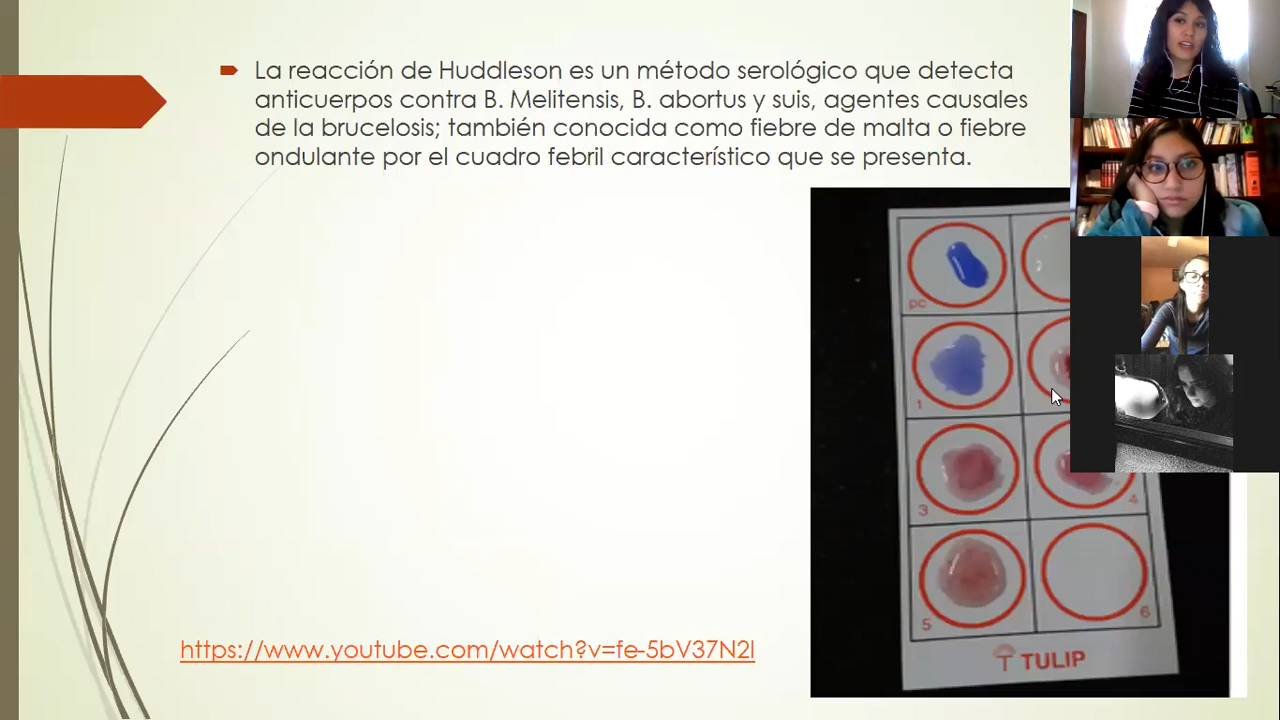 La reacción de Huddleson es un método serológico que detecta
anticuerpos contra B. Melitensis, B. abortus y suis, agentes causales
de la brucelosis; también conocida como fiebre de malta o fiebre
ondulante por el cuadro febril característico que se presenta.
pc
1
3
4
5
6
TULIP
https://www.youtube.com/watch?v=fe-5bV37N2I